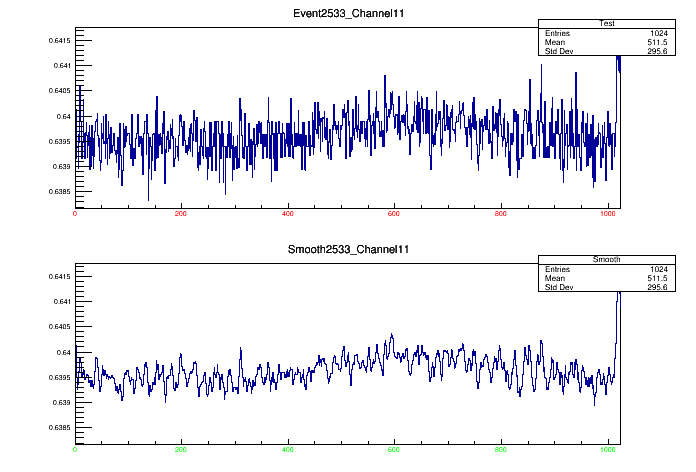 Event2533_Channel11
Test
Entries 1024
Mean 511.5
Std Dev 295.6
0.6415
0.641
0.6405
0.64
0.6395
0.639
0.6385
0 200 400 600 800 1000
Smooth2533_Channel11
Smooth
Entries 1024
Mean 511.5
Std Dev 295.6
0.6415
0.641
0.6405
0.64
0.6395
0.639
0.6385
0 200 400 600 800 1000